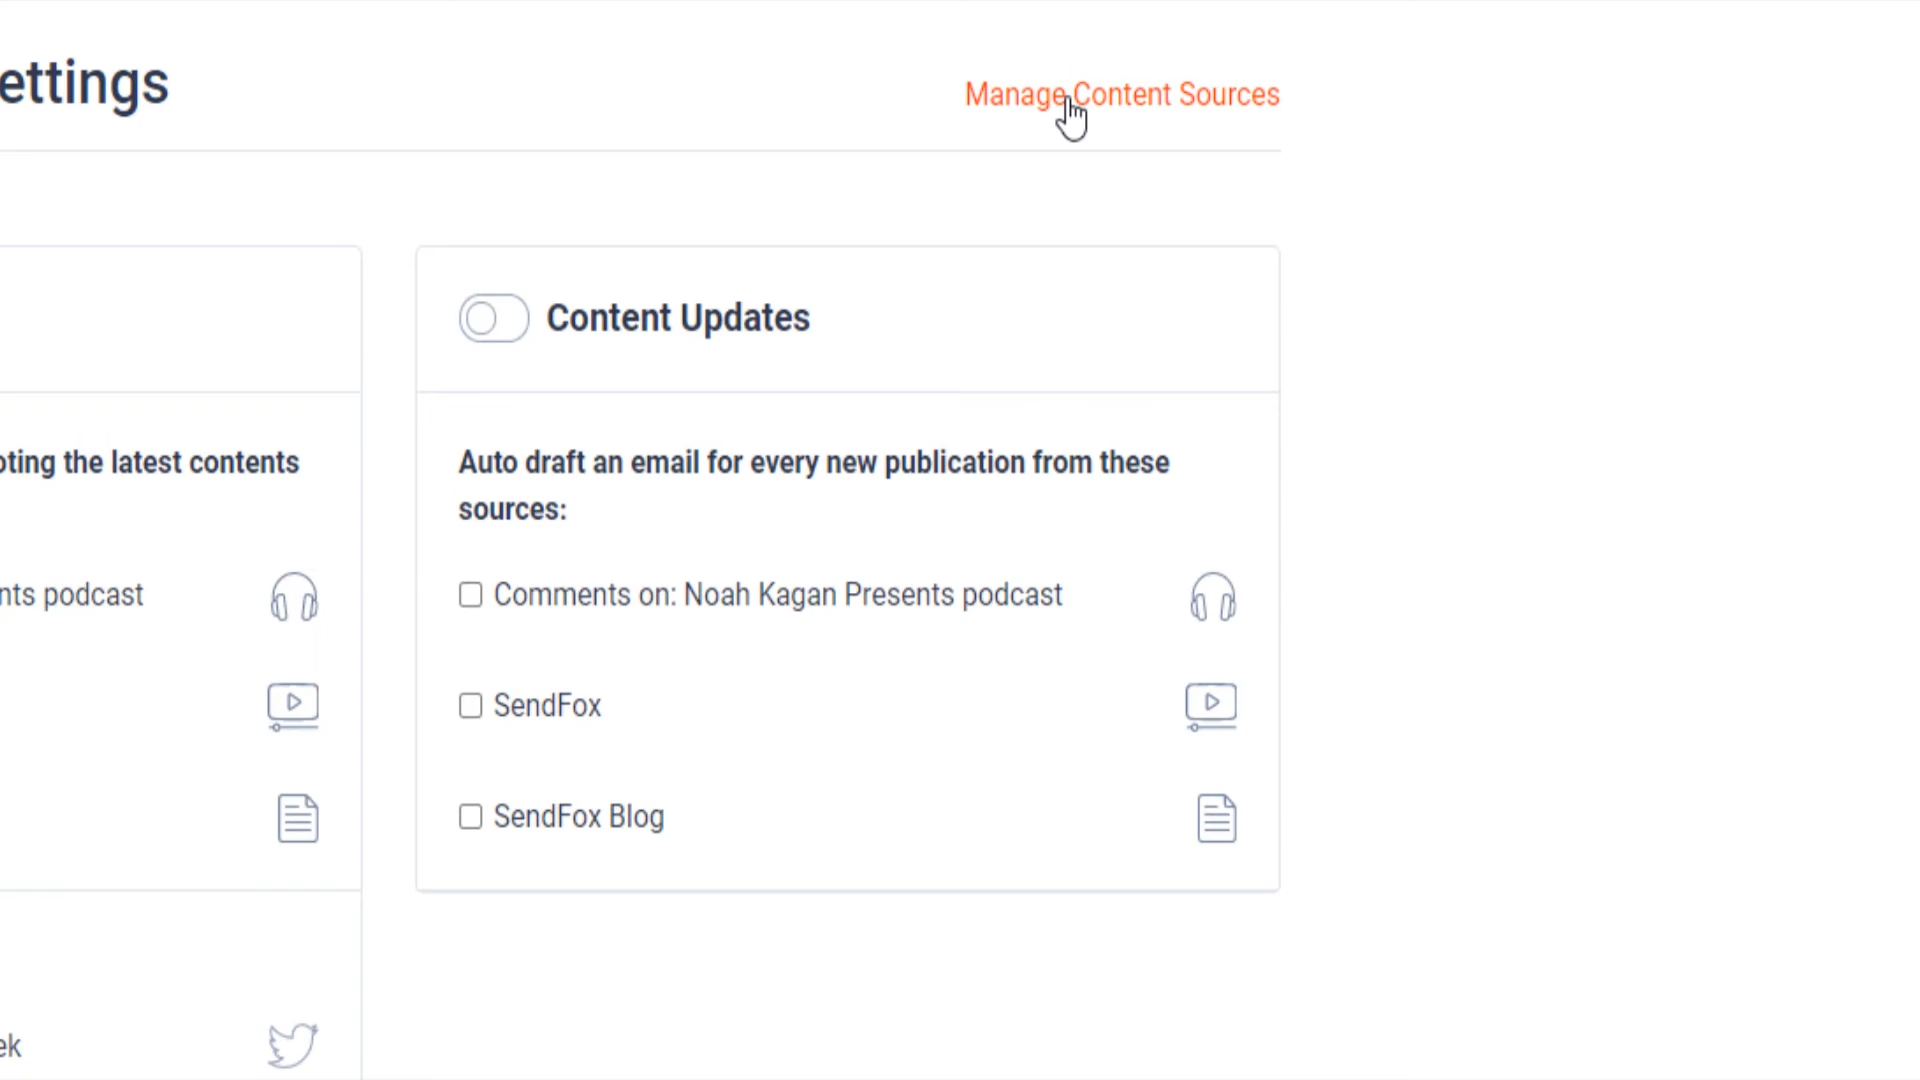 ettings
Manage Content Sources
Content Updates
oting the latest contents
Auto draft an email for every new publication from these
sources:
nts podcast
Comments on: Noah Kagan Presents podcast
SendFox
SendFox Blog
ek